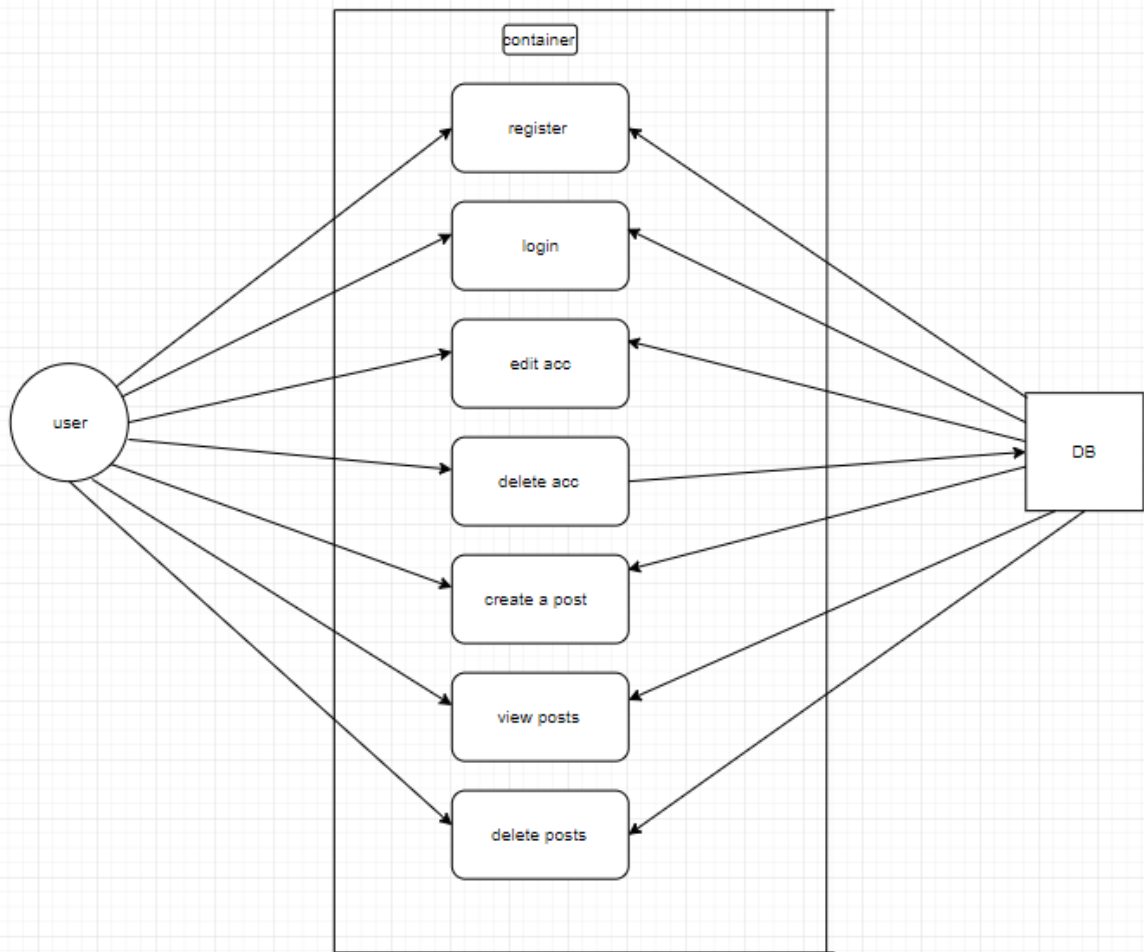 container
register
login
edit acc
user
DB
delete acc
create a post
view posts
delete posts